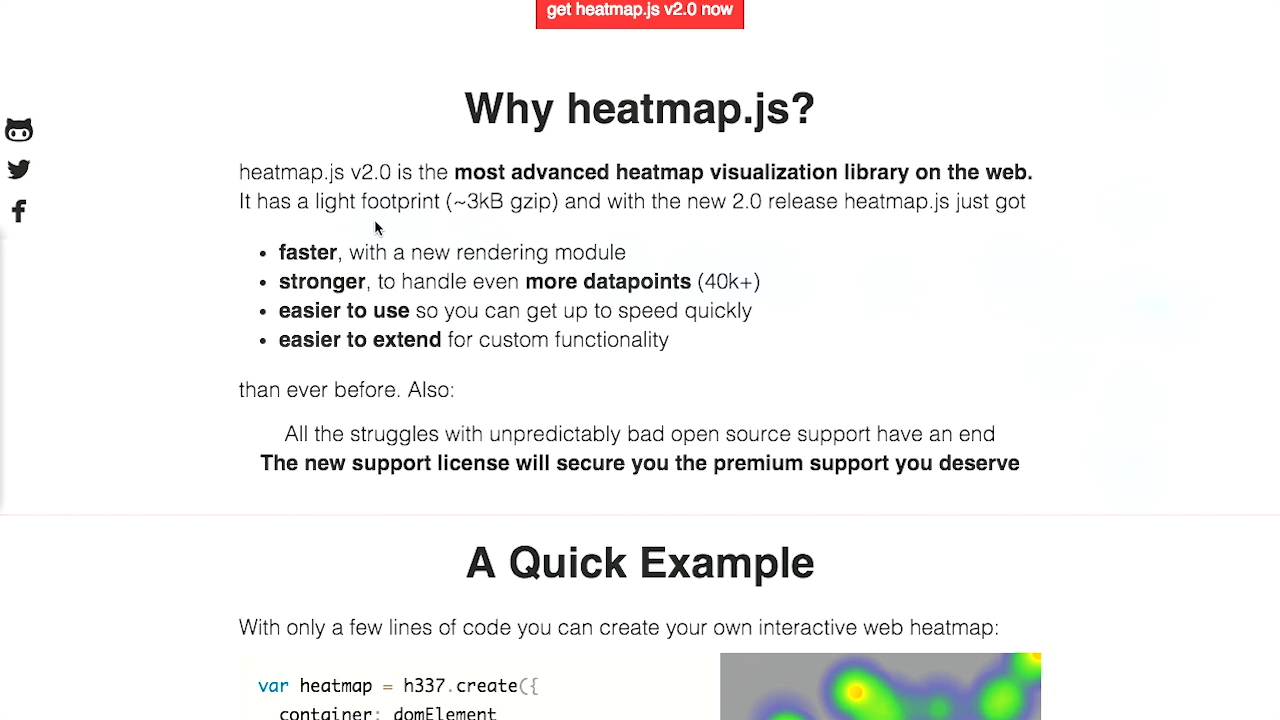 get heatmap.js v2.0 now
Why heatmap.js?
heatmap.js v2.0 is the most advanced heatmap visualization library on the web.
It has a light footprint (~3kB gzip) and with the new 2.0 release heatmap.js just got
• faster, with a new rendering module
• stronger, to handle even more datapoints (40k+)
• easier to use so you can get up to speed quickly
• easier to extend for custom functionality
than ever before. Also:
All the struggles with unpredictably bad open source support have an end
The new support license will secure you the premium support you deserve
A Quick Example
With only a few lines of code you can create your own interactive web heatmap:
var heatmap = h337.create({
container: domElement